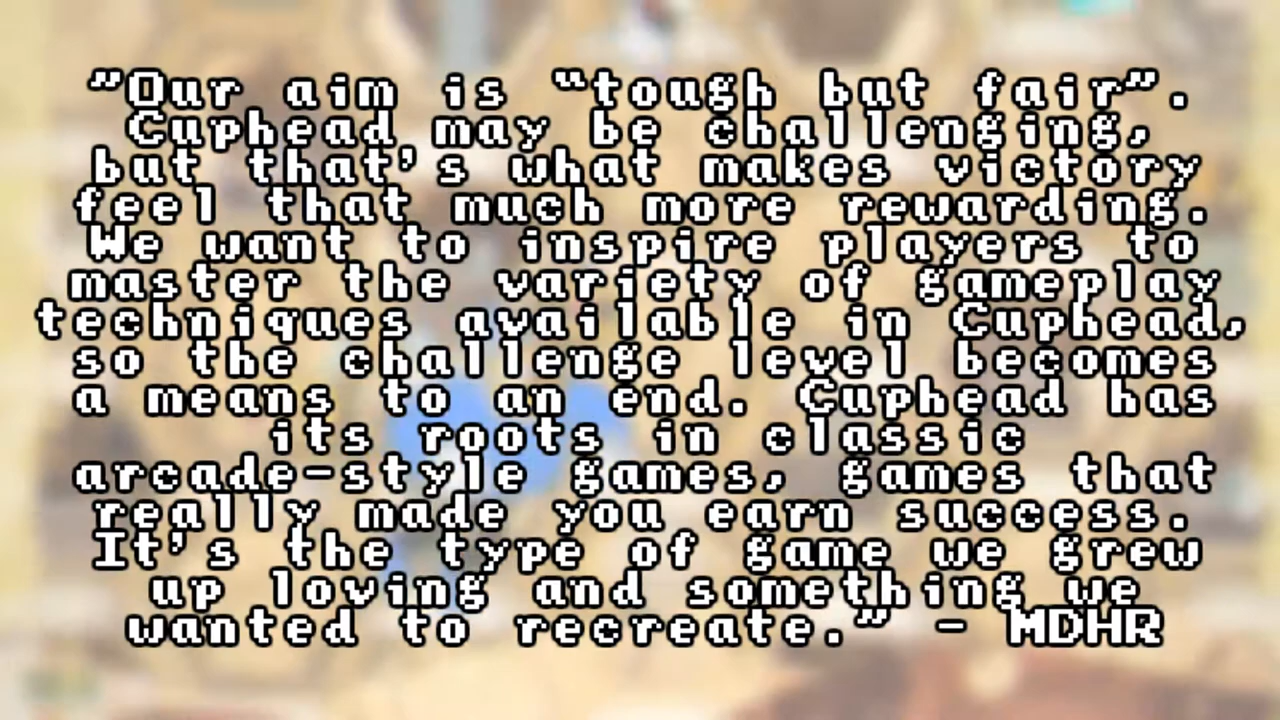 ”Our aim is “tough but fair”.
Cuphead may be challenging,
but that’s what makes victory
feel that much more rewarding.
We want to inspire players to
master the variety of gameplay
techniques available in Cuphead,
so the challenge level becomes
a means to an end. Cuphead has
its roots in classic
arcade-style games, games that
really made you earn success.
It’s the type of game we grew
up loving and something we
wanted to recreate.” - MDHR